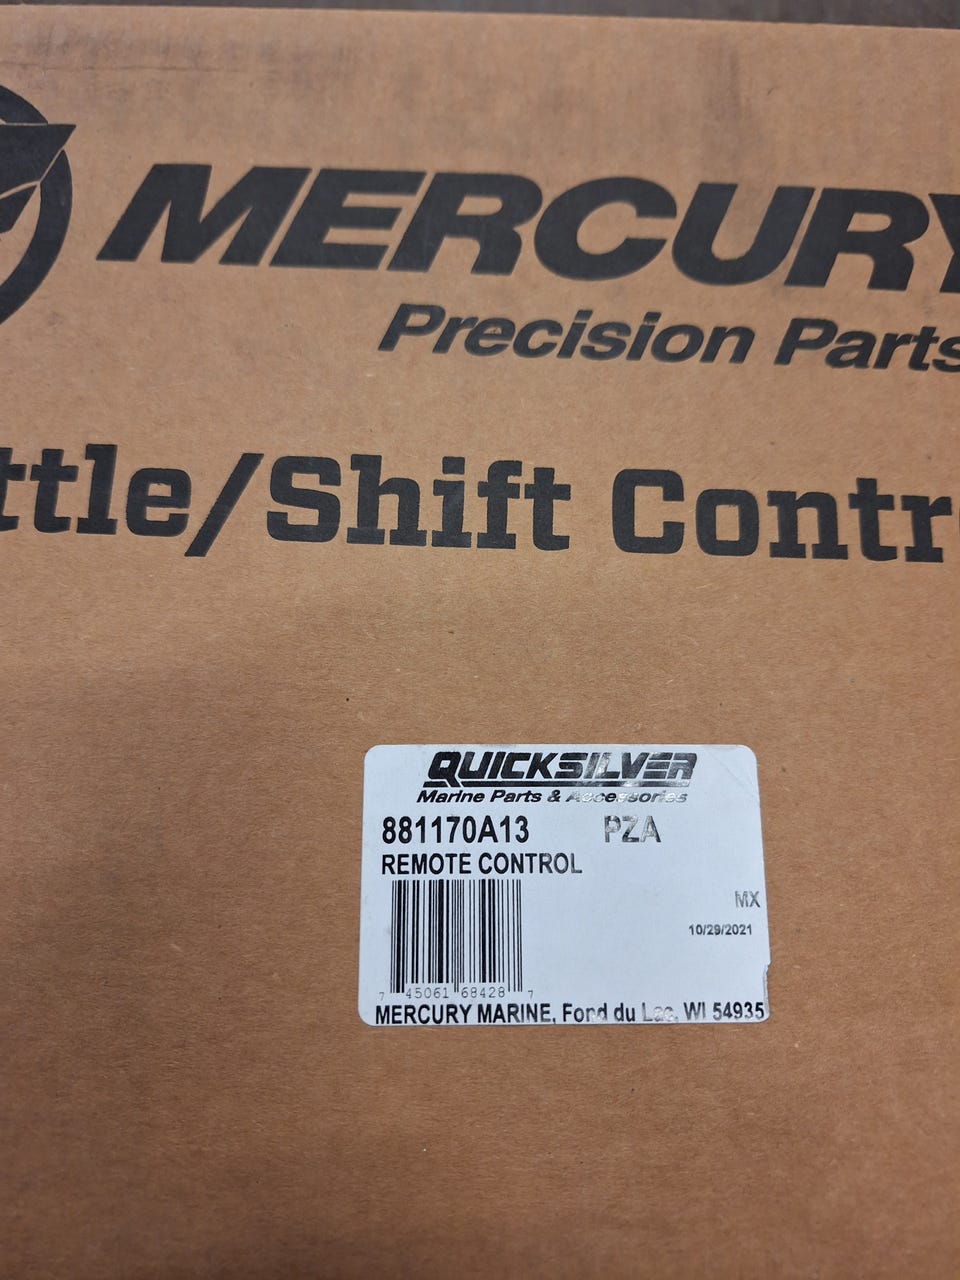 MERCURY
Precision Parts
ttle/Shift Contr
QUICKSILVER
Marine Parts & Accessories
881170A13 PZA
REMOTE CONTROL
MX
10/29/2021
7 45061 68428 7
MERCURY MARINE, Fond du Lac, WI 54935